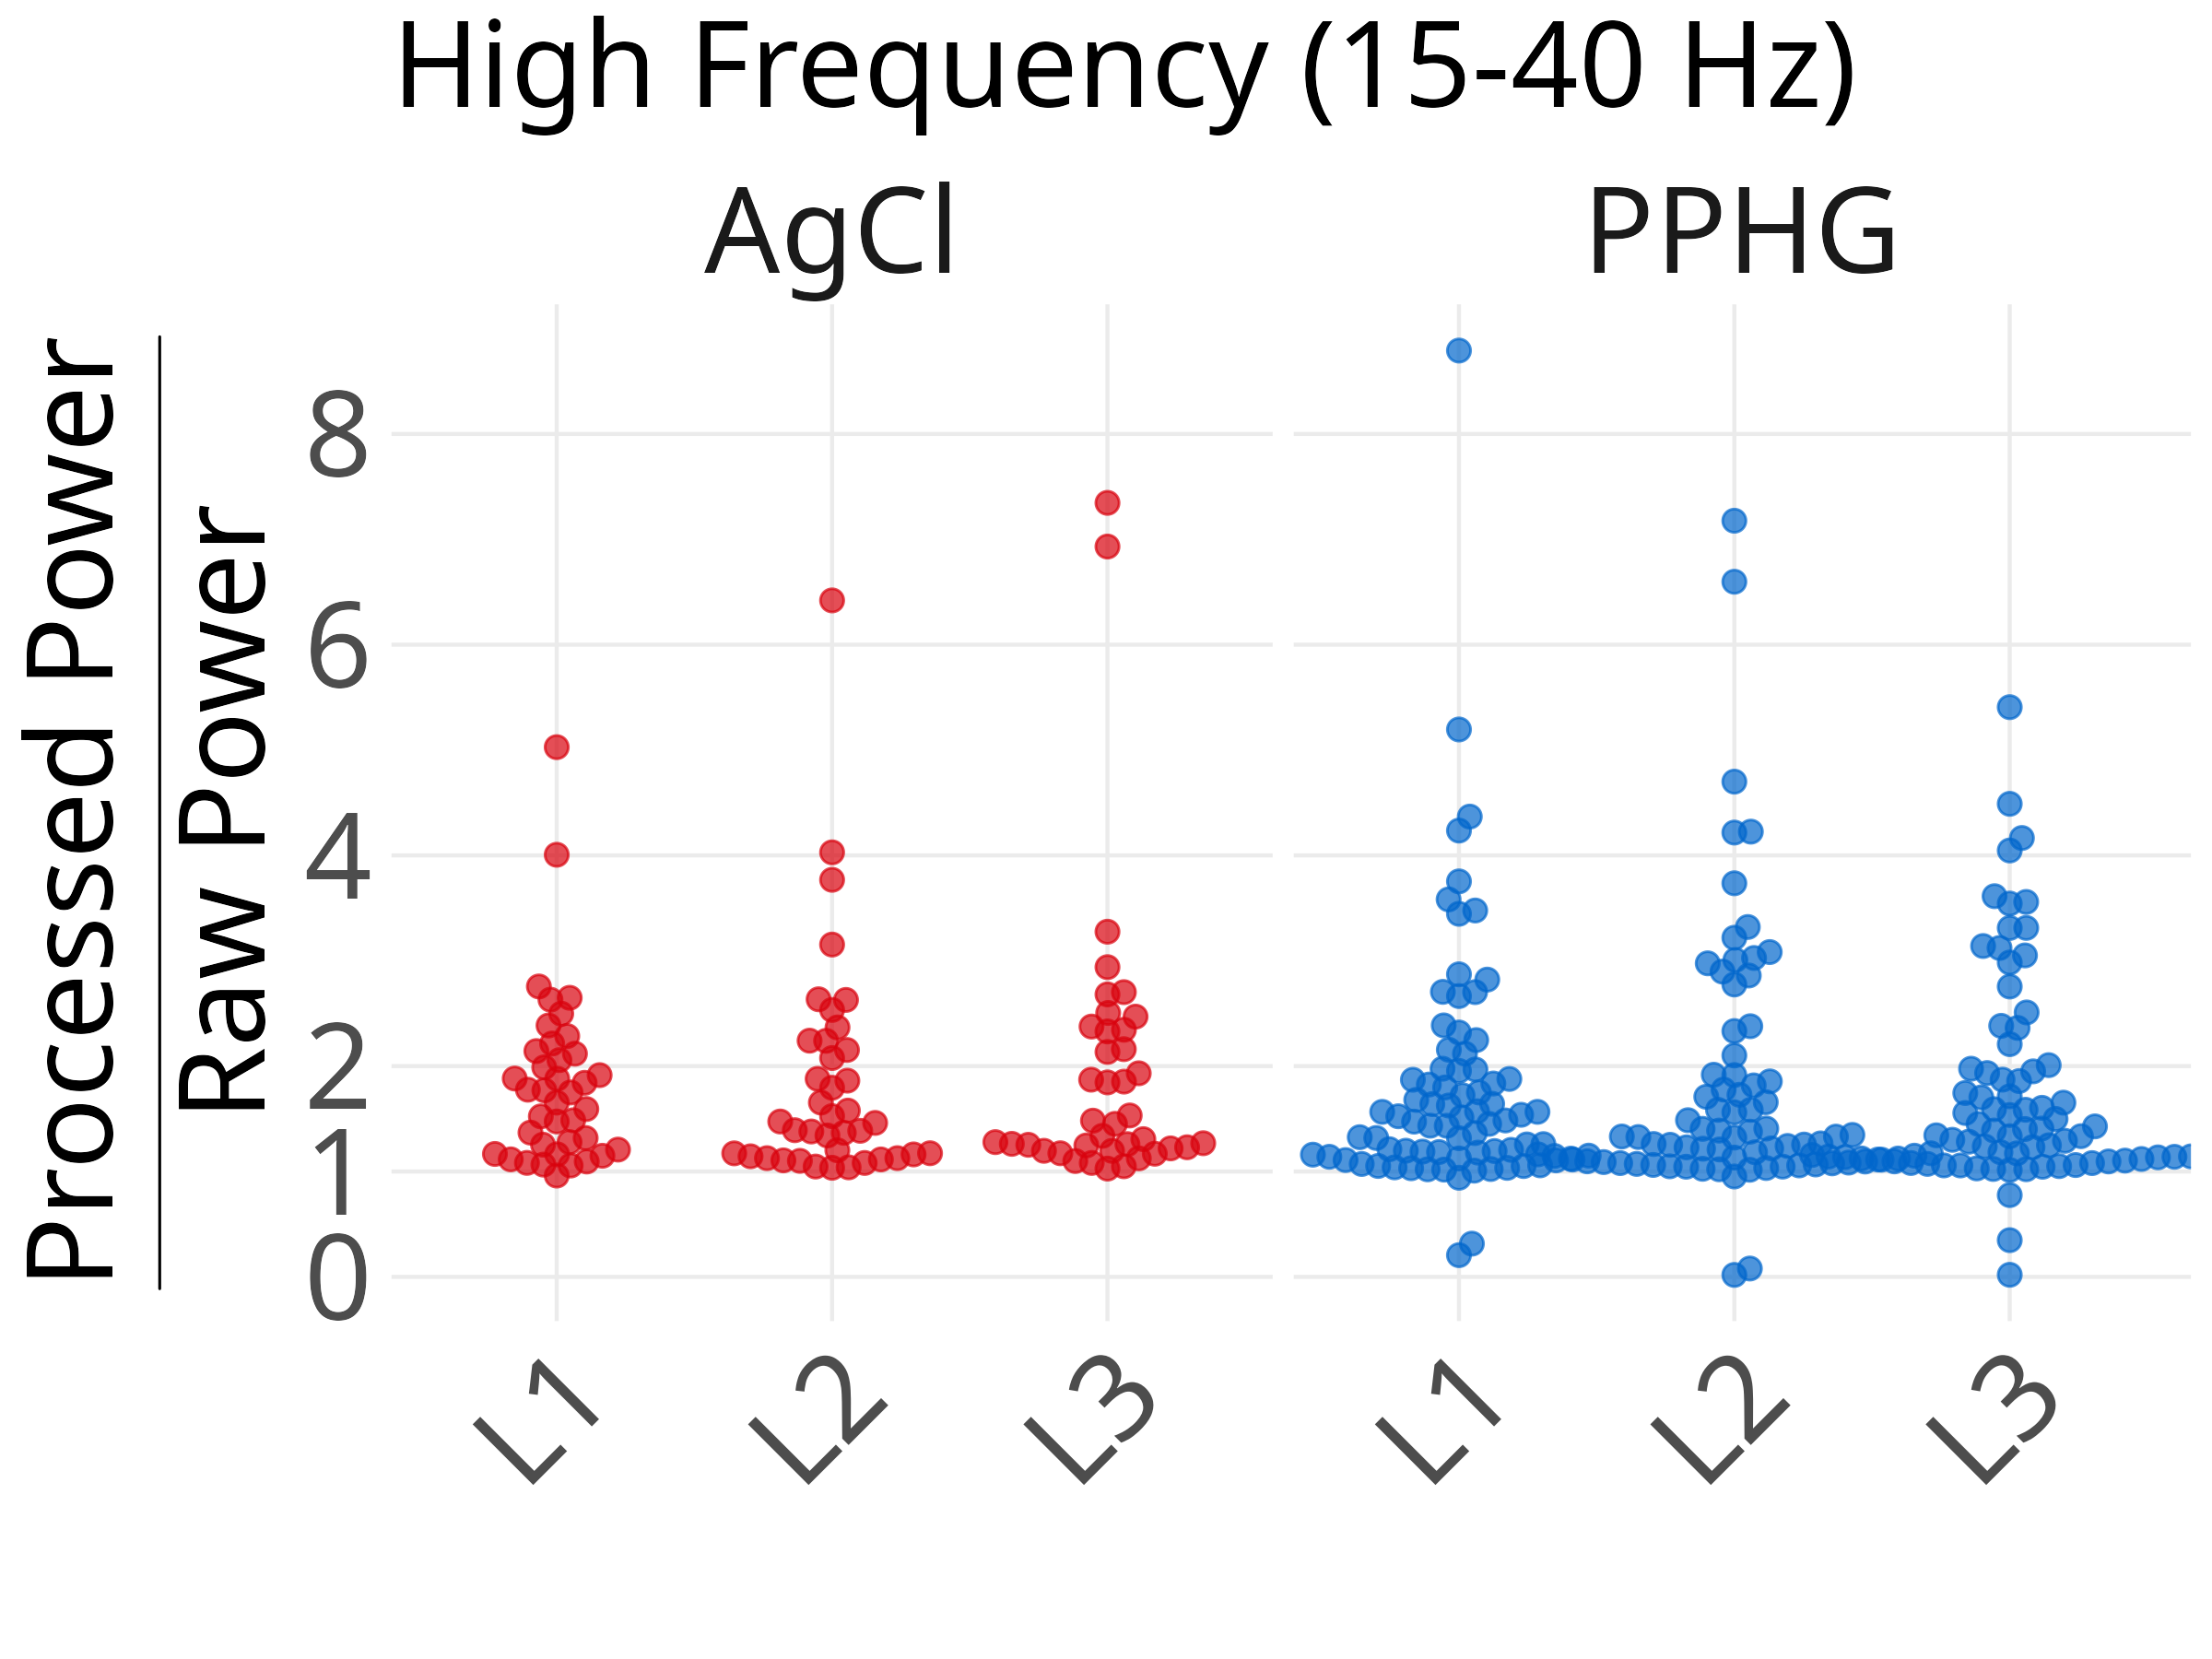 High Frequency (15-40 Hz)
AgCl
PPHG
Processed Power
Raw Power
8
6
4
2
1
0
L1
L2
L3
L1
L2
L3